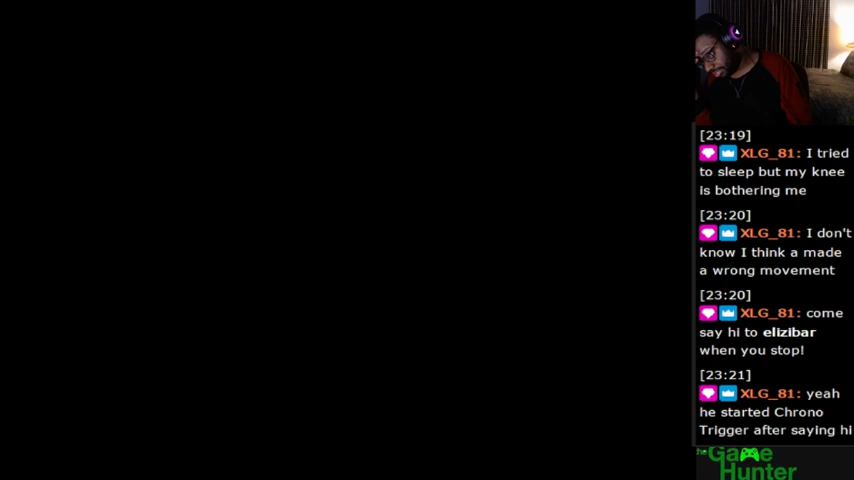 [23:19]
XLG_81: I tried
to sleep but my knee
is bothering me
[23:20]
XLG_81: I don't
know I think a made
a wrong movement
[23:20]
XLG_81: come
say hi to elizibar
when you stop!
[23:21]
XLG_81: yeah
he started Chrono
Trigger after saying hi
the Game
Hunter